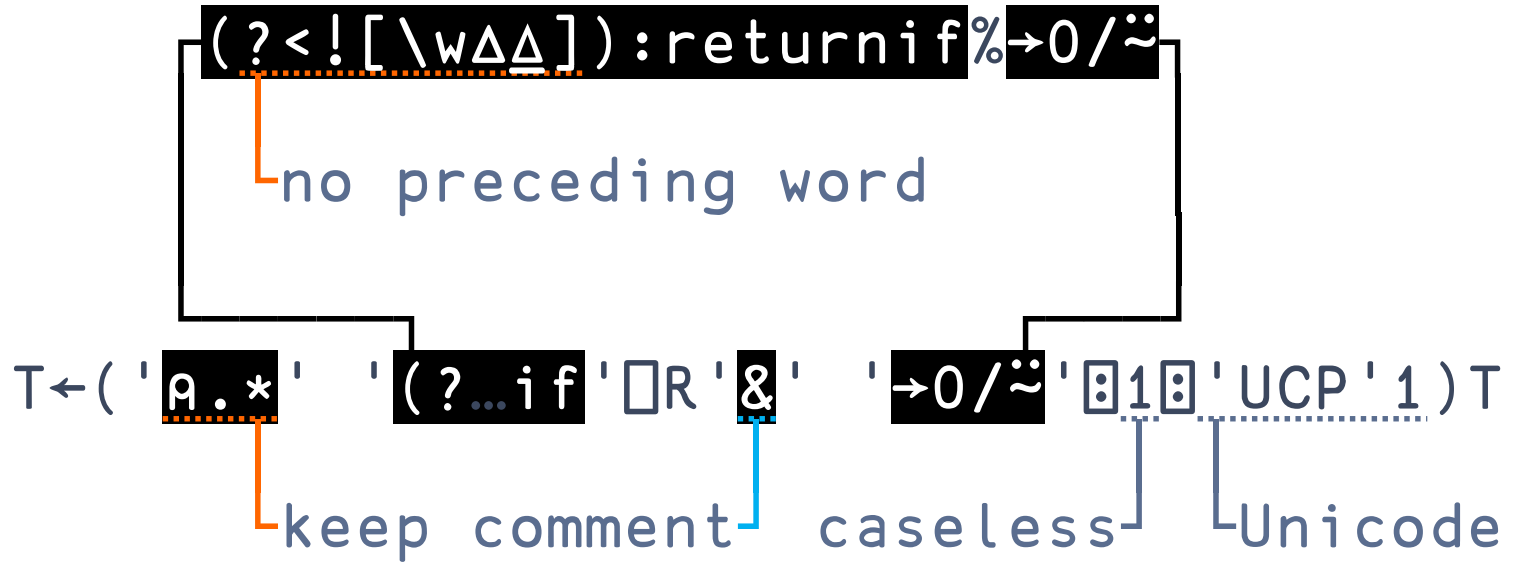 (?<![\w∆⍙]):returnif%→0/⍨
no preceding word
T←('⍝.*' '(?…if'⎕R'&' '→0/⍨'⍠1⍠'UCP'1)T
keep comment caseless Unicode